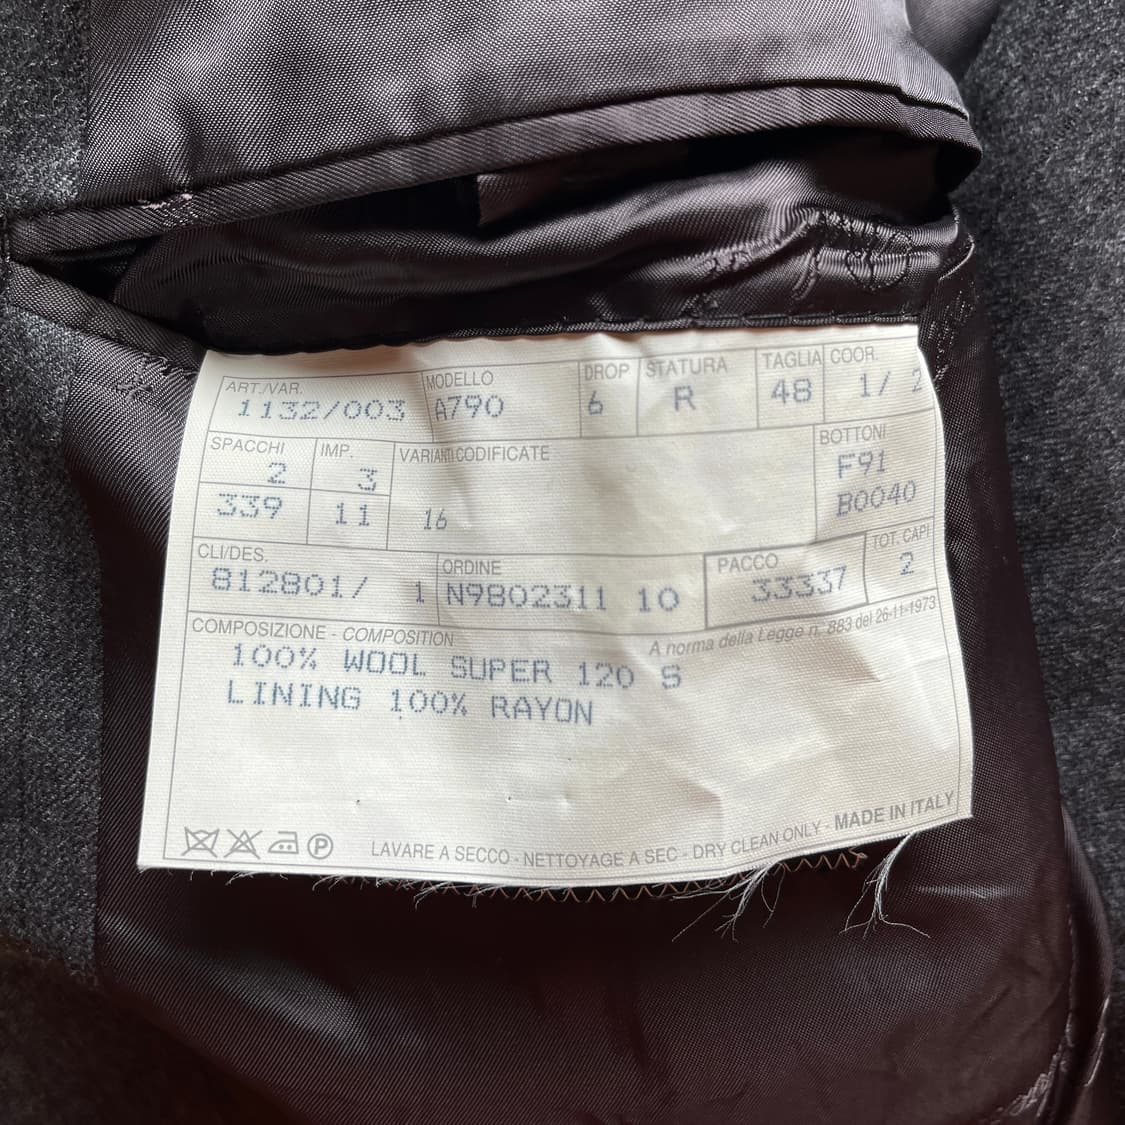 ART./VAR. MODELLO DROP STATURA TAGLIA COOR.
1132/003 A790 6 R 48 1/ 2
SPACCHI IMP. VARIANTI CODIFICATE BOTTONI
2 3 F91
339 11 16 B0040
CLI/DES. ORDINE PACCO TOT. CAPI
812801/ 1 N9802311 10 33337 2
COMPOSIZIONE - COMPOSITION A norma della Legge n. 883 del 26-11-1973
100% WOOL SUPER 120 S
LINING 100% RAYON
P LAVARE A SECCO - NETTOYAGE A SEC - DRY CLEAN ONLY - MADE IN ITALY